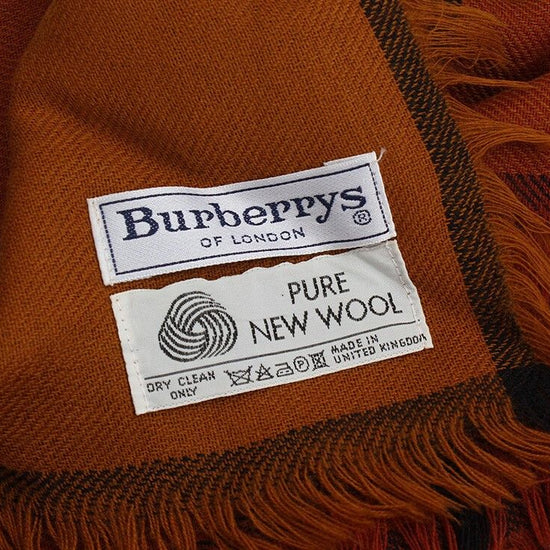 Burberrys ®
OF LONDON
PURE
NEW WOOL
DRY CLEAN
ONLY
P
MADE IN
UNITED KINGDOM